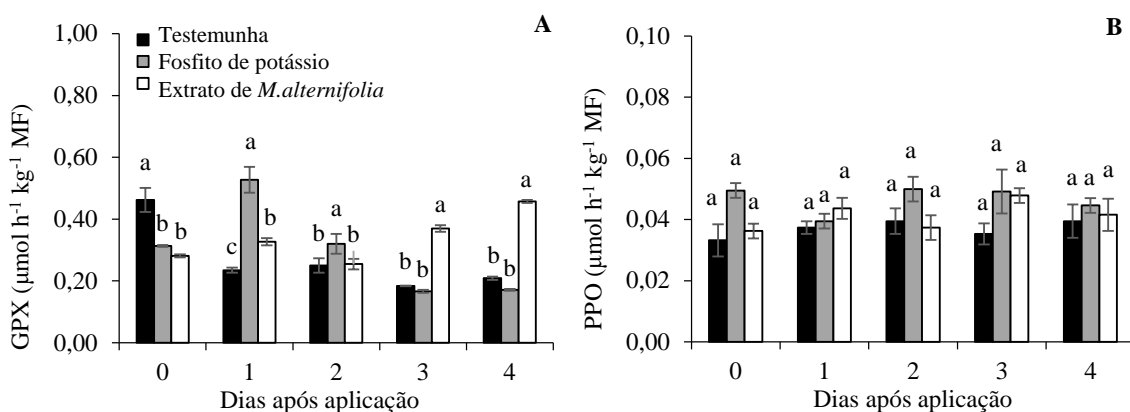 A
GPX (µmol h-1 kg-1 MF)
1,00
0,80
0,60
0,40
0,20
0,00
Testemunha
Fosfito de potássio
Extrato de M.alternifolia
a b b
c a b
b a b
b b a
b b a
0 1 2 3 4
Dias após aplicação
B
PPO (µmol h-1 kg-1 MF)
0,10
0,08
0,06
0,04
0,02
0,00
a a a
a a a
a a a
a a a
a a a
0 1 2 3 4
Dias após aplicação